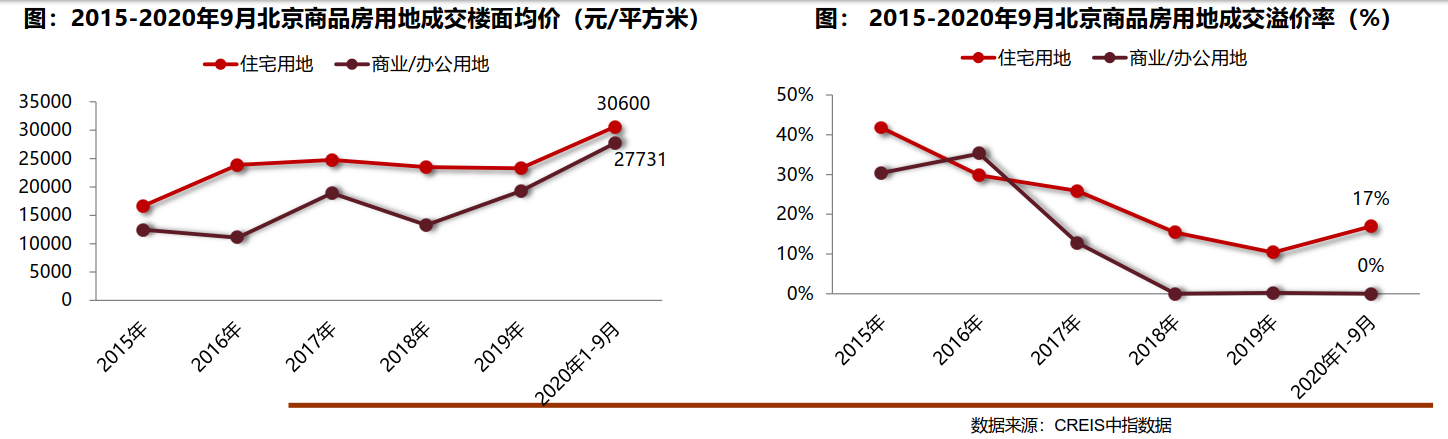 图：2015-2020年9月北京商品房用地成交楼面均价（元/平方米）
住宅用地 商业/办公用地
35000
30000
25000
20000
15000
10000
5000
0
30600
27731
2015年
2016年
2017年
2018年
2019年
2020年1-9月
图： 2015-2020年9月北京商品房用地成交溢价率（%）
住宅用地 商业/办公用地
50%
40%
30%
20%
10%
0%
17%
0%
2015年
2016年
2017年
2018年
2019年
2020年1-9月
数据来源：CREIS中指数据